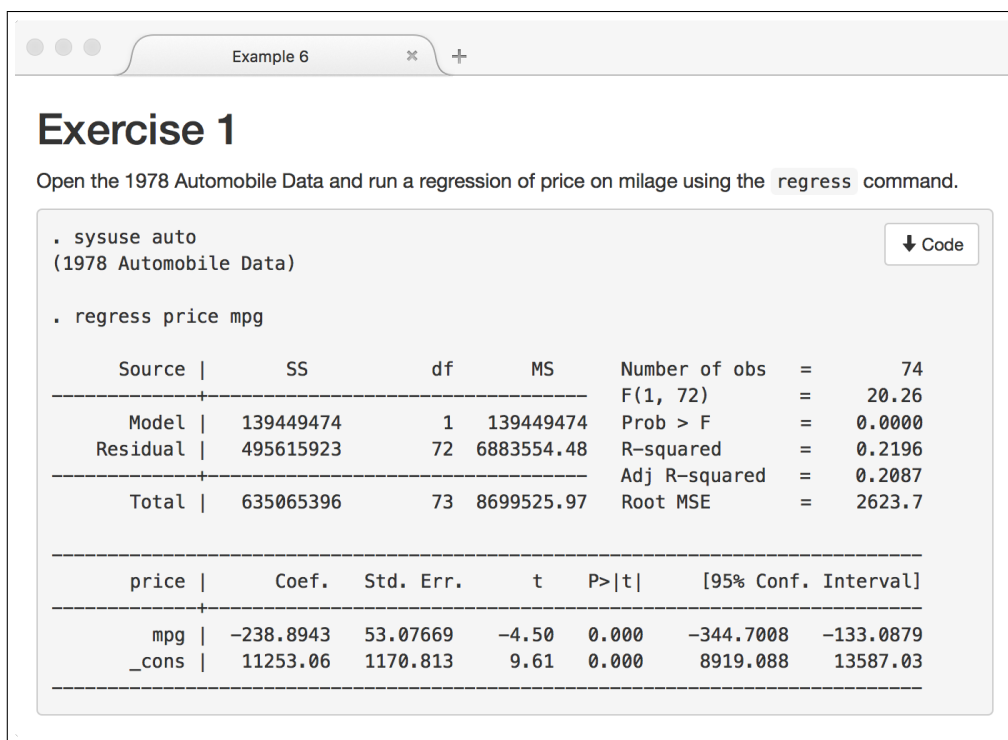 Example 6
Exercise 1
Open the 1978 Automobile Data and run a regression of price on milage using the regress command.
. sysuse auto
(1978 Automobile Data)
Code
. regress price mpg
Source | SS df MS Number of obs = 74
-------------+---------------------------------- F(1, 72) = 20.26
Model | 139449474 1 139449474 Prob > F = 0.0000
Residual | 495615923 72 6883554.48 R-squared = 0.2196
-------------+---------------------------------- Adj R-squared = 0.2087
Total | 635065396 73 8699525.97 Root MSE = 2623.7
------------------------------------------------------------------------------
price | Coef. Std. Err. t P>|t| [95% Conf. Interval]
-------------+----------------------------------------------------------------
mpg | -238.8943 53.07669 -4.50 0.000 -344.7008 -133.0879
_cons | 11253.06 1170.813 9.61 0.000 8919.088 13587.03
------------------------------------------------------------------------------